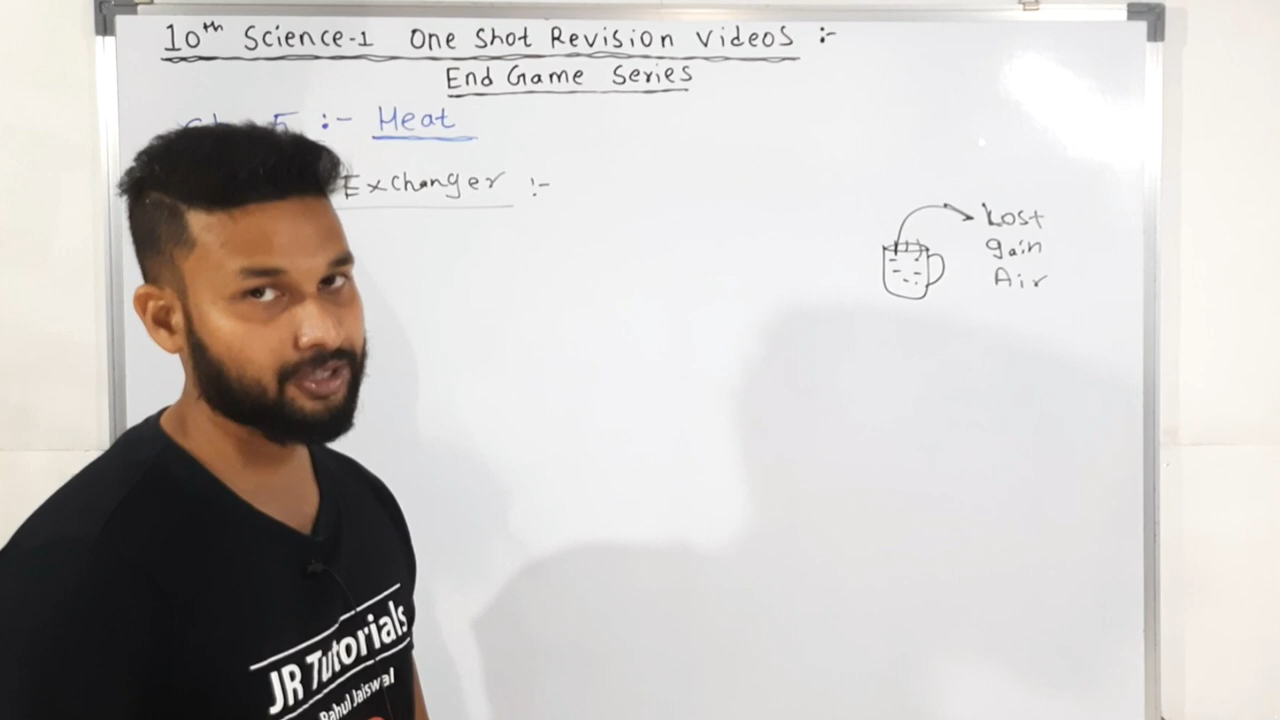 10th Science-1 One Shot Revision Videos :-
End Game Series
5 :- Heat
Exchanger :-
Lost
gain
Air
JR Tutorials
Rahul Jaiswal